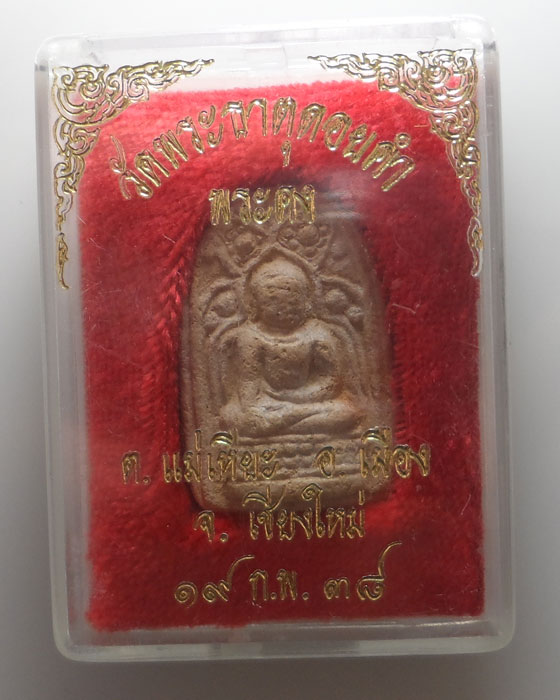 วัดพระธาตุดอยคำ
พระคง
ต. แม่เหียะ อ เมือง
จ. เชียงใหม่
๑๙ ก.พ. ๓๘